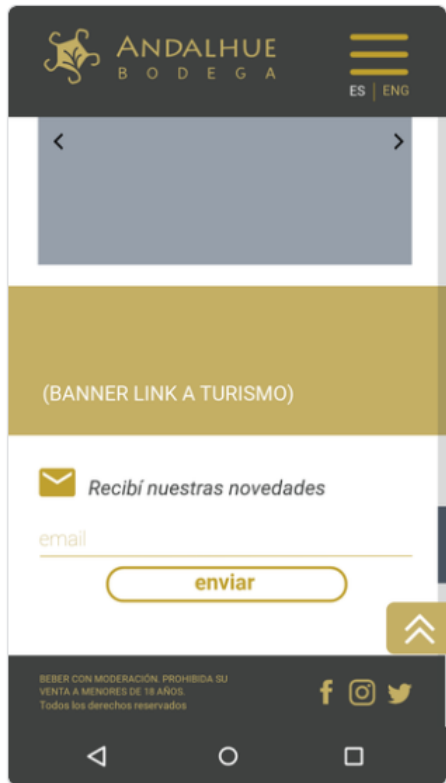 ANDALHUE
BODEGA
ES | ENG
(BANNER LINK A TURISMO)
Recibí nuestras novedades
email
enviar
BEBER CON MODERACIÓN. PROHIBIDA SU
VENTA A MENORES DE 18 AÑOS.
Todos los derechos reservados